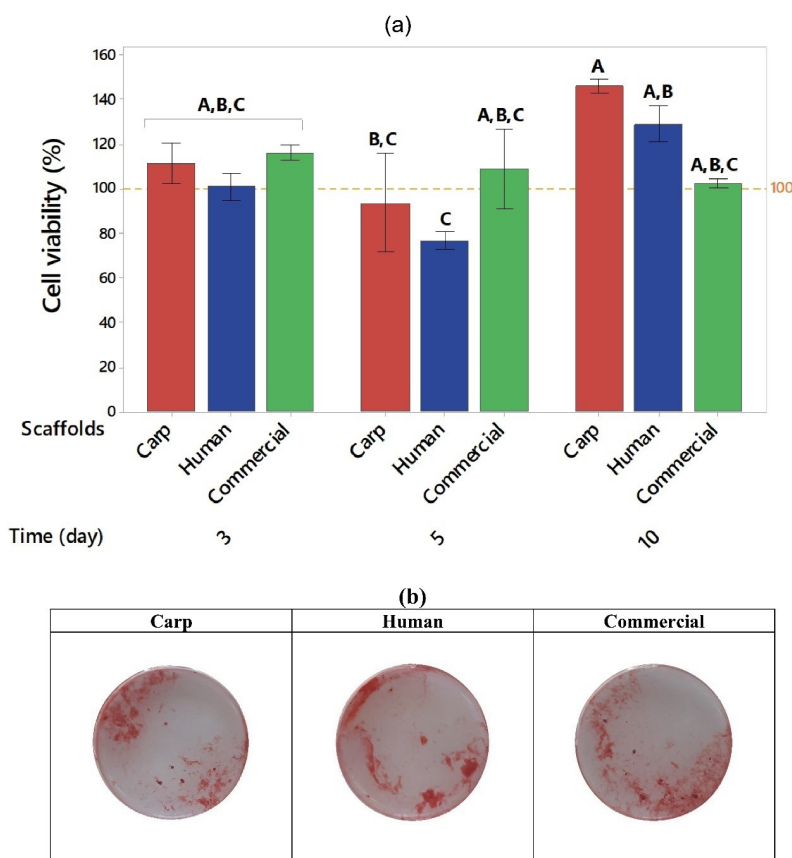 (a)
Cell viability (%)
160
140
120
100
80
60
40
20
0
A,B,C
B,C
C
A,B,C
A
A,B
A,B,C
100
Scaffolds
Carp Human Commercial Carp Human Commercial Carp Human Commercial
Time (day) 3 5 10
(b)
Carp Human Commercial